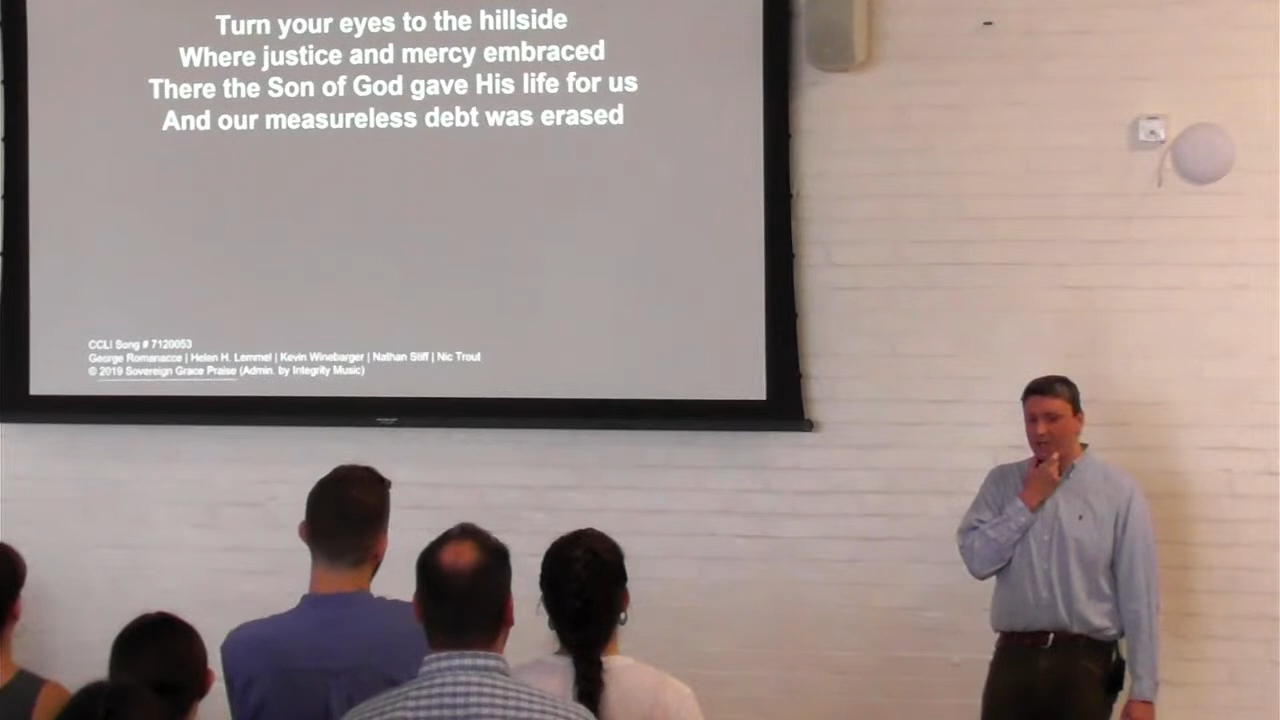 Turn your eyes to the hillside
Where justice and mercy embraced
There the Son of God gave His life for us
And our measureless debt was erased
CCLI Song # 7120053
George Romanacce | Helen H. Lemmel | Kevin Winebarger | Nathan Stiff | Nic Trout
© 2019 Sovereign Grace Praise (Admin. by Integrity Music)